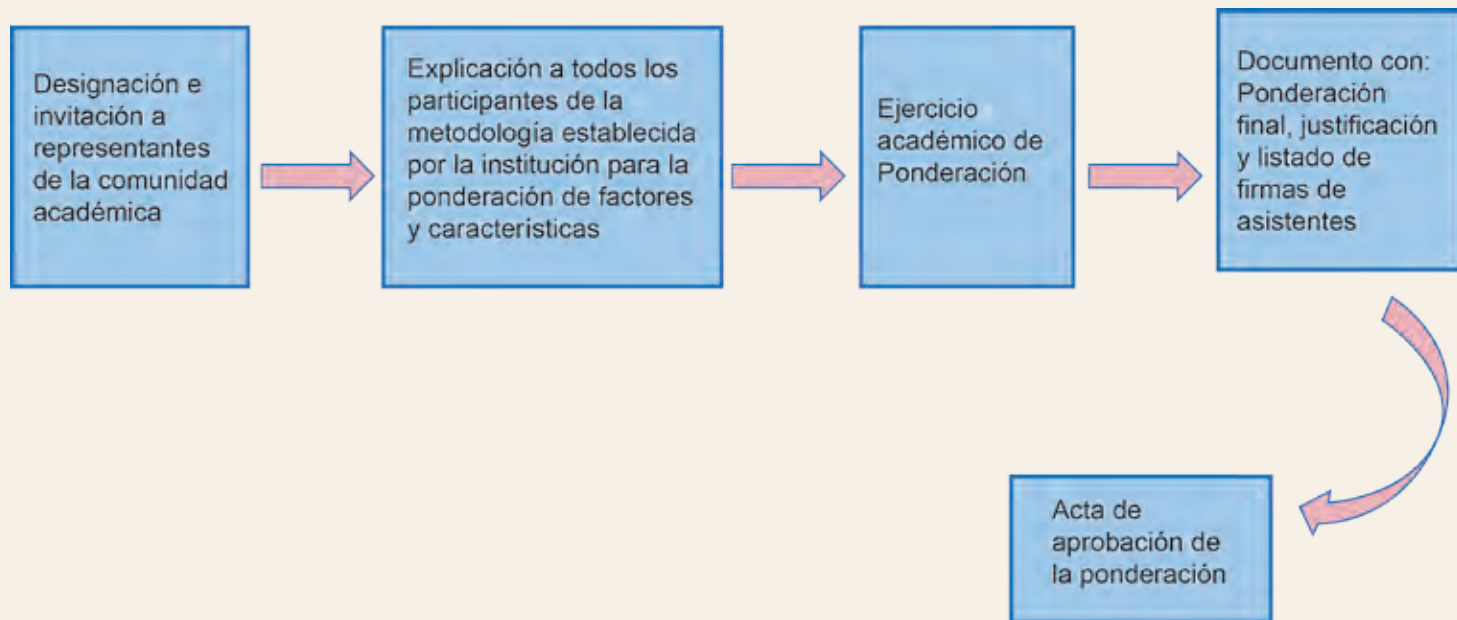 Designación e
invitación a
representantes
de la comunidad
académica
Explicación a todos los
participantes de la
metodología establecida
por la institución para la
ponderación de factores
y características
Ejercicio
académico de
Ponderación
Documento con:
Ponderación
final, justificación
y listado de
firmas de
asistentes
Acta de
aprobación de
la ponderación